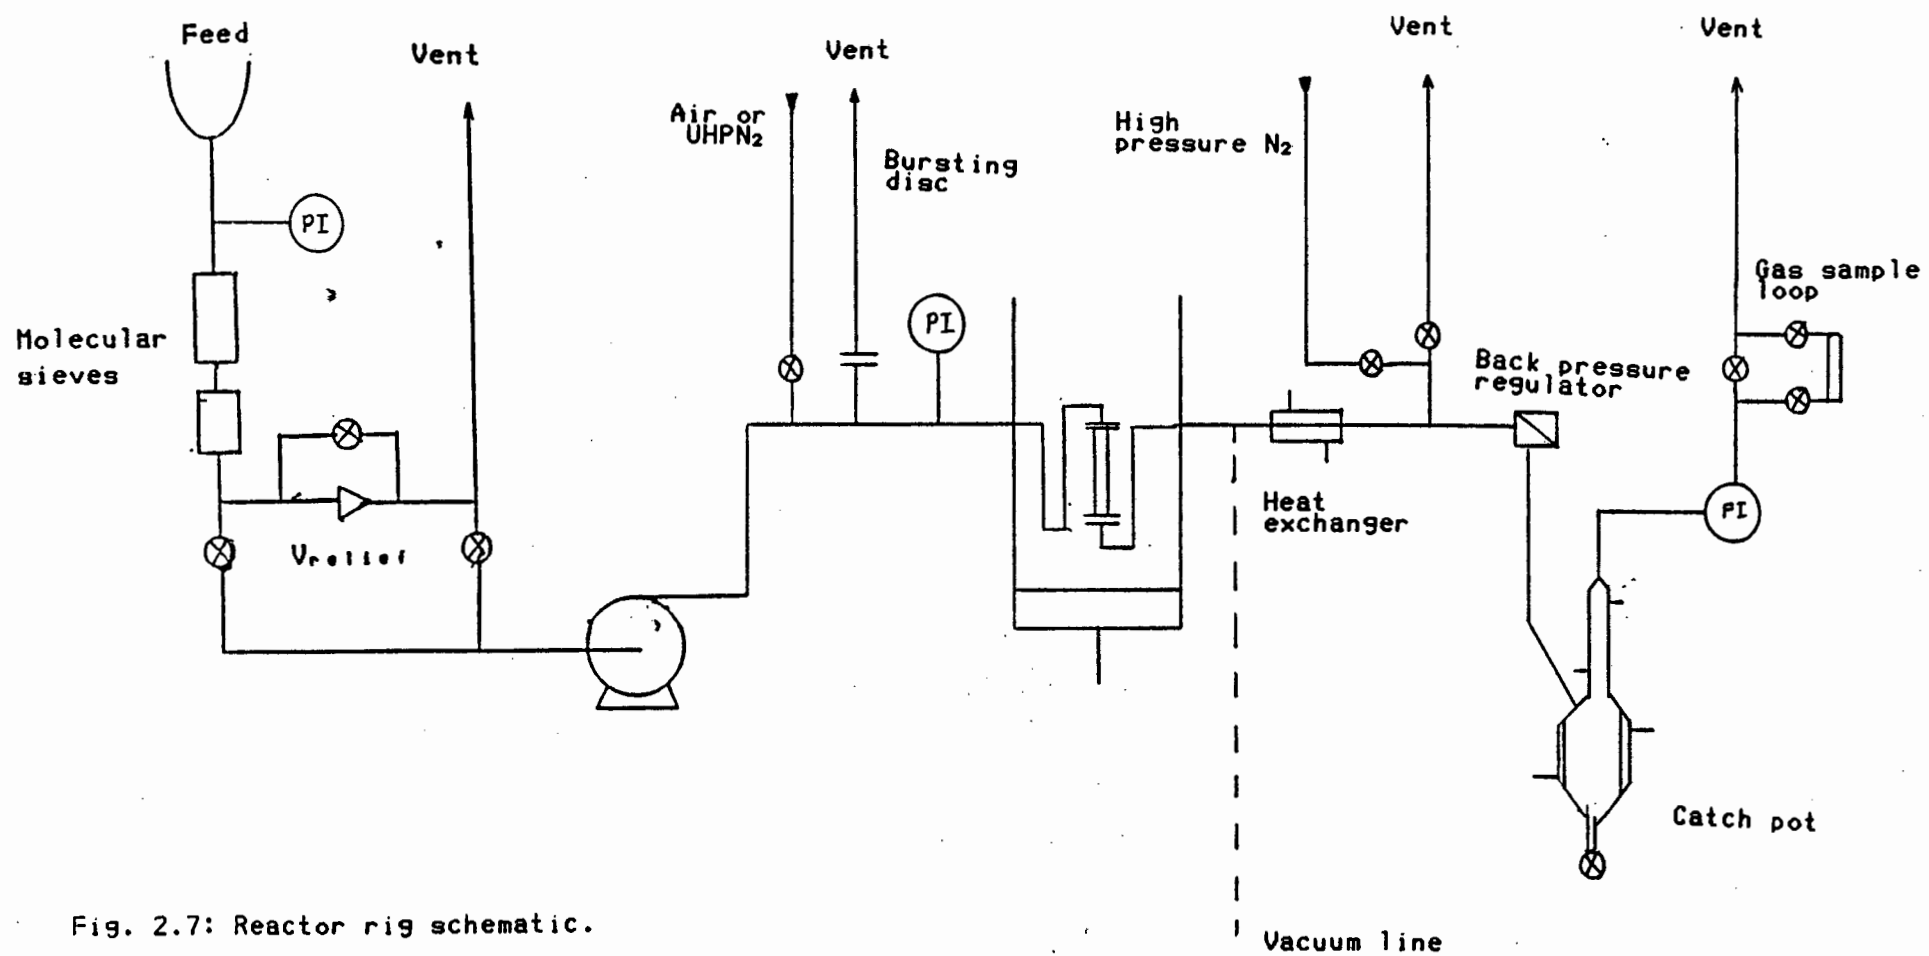 Feed
Vent
Vent
Vent
Vent
Air or
UHPN₂
Bursting
disc
High
pressure N₂
PI
PI
Gas sample
loop
Molecular
sieves
Back pressure
regulator
Vrelief
Heat
exchanger
PI
Catch pot
Fig. 2.7: Reactor rig schematic.
Vacuum line